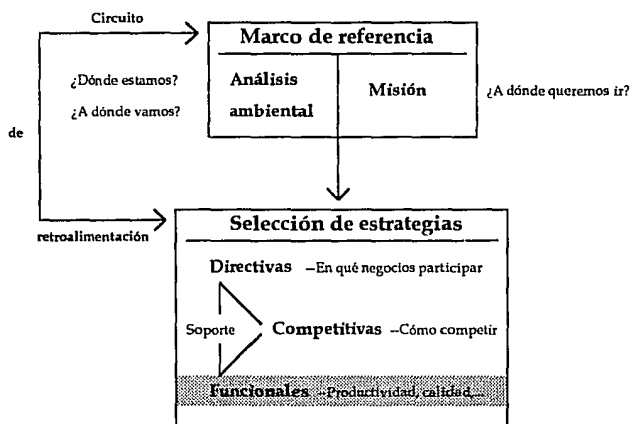 Circuito
Marco de referencia
¿Dónde estamos?
¿A dónde vamos?
Análisis
ambiental
Misión
¿A dónde queremos ir?
de
retroalimentación
Selección de estrategias
Directivas –En qué negocios participar
Soporte
Competitivas –Cómo competir
Funcionales –Productividad, calidad,...